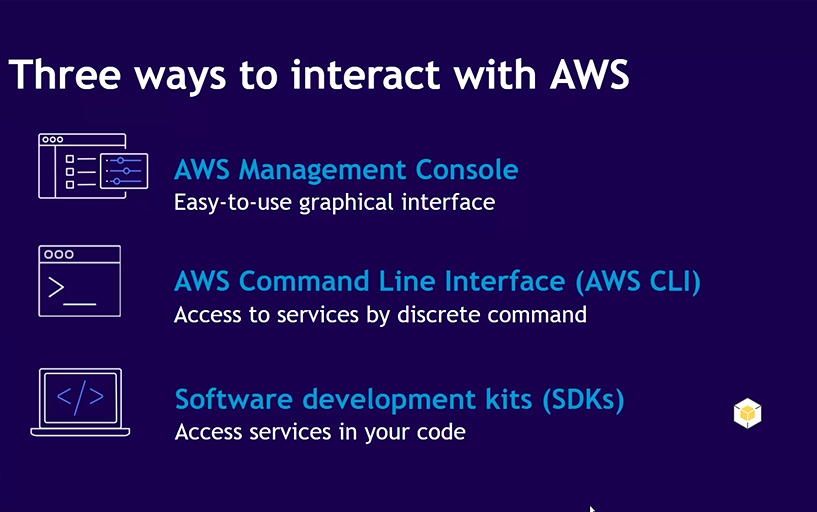 Three ways to interact with AWS
AWS Management Console
Easy-to-use graphical interface
>_
AWS Command Line Interface (AWS CLI)
Access to services by discrete command
</>
Software development kits (SDKs)
Access services in your code